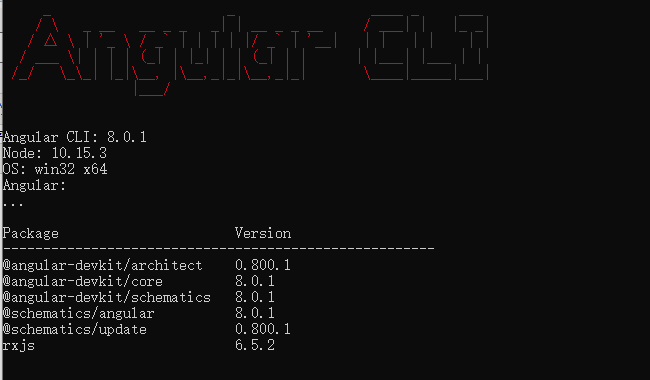 Angular CLI
Angular CLI: 8.0.1
Node: 10.15.3
OS: win32 x64
Angular:
...
Package Version
------------------------------------------------------
@angular-devkit/architect 0.800.1
@angular-devkit/core 8.0.1
@angular-devkit/schematics 8.0.1
@schematics/angular 8.0.1
@schematics/update 0.800.1
rxjs 6.5.2